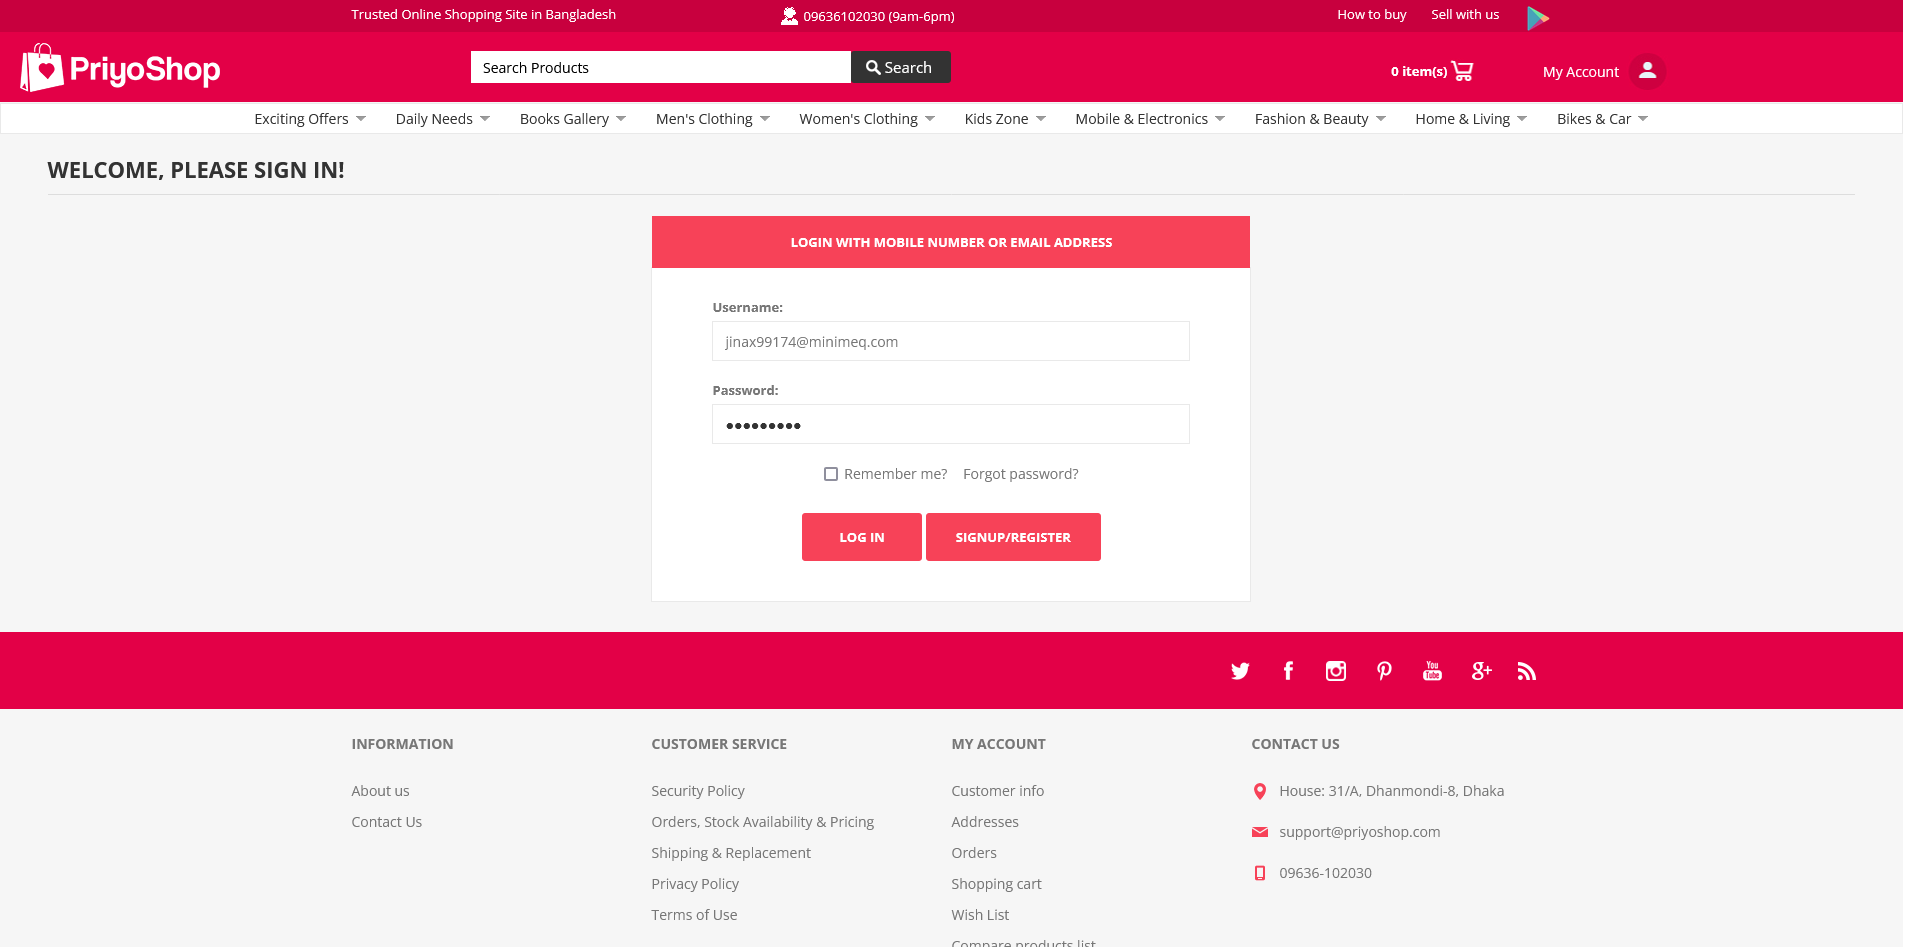 Trusted Online Shopping Site in Bangladesh
09636102030 (9am-6pm)
How to buy
Sell with us
PriyoShop
Search Products
Search
0 item(s)
My Account
Exciting Offers
Daily Needs
Books Gallery
Men's Clothing
Women's Clothing
Kids Zone
Mobile & Electronics
Fashion & Beauty
Home & Living
Bikes & Car
WELCOME, PLEASE SIGN IN!
LOGIN WITH MOBILE NUMBER OR EMAIL ADDRESS
Username:
jinax99174@minimeq.com
Password:
•••••••••
Remember me?
Forgot password?
LOG IN
SIGNUP/REGISTER
You
Tube
INFORMATION
About us
Contact Us
CUSTOMER SERVICE
Security Policy
Orders, Stock Availability & Pricing
Shipping & Replacement
Privacy Policy
Terms of Use
MY ACCOUNT
Customer info
Addresses
Orders
Shopping cart
Wish List
Compare products list
CONTACT US
House: 31/A, Dhanmondi-8, Dhaka
support@priyoshop.com
09636-102030